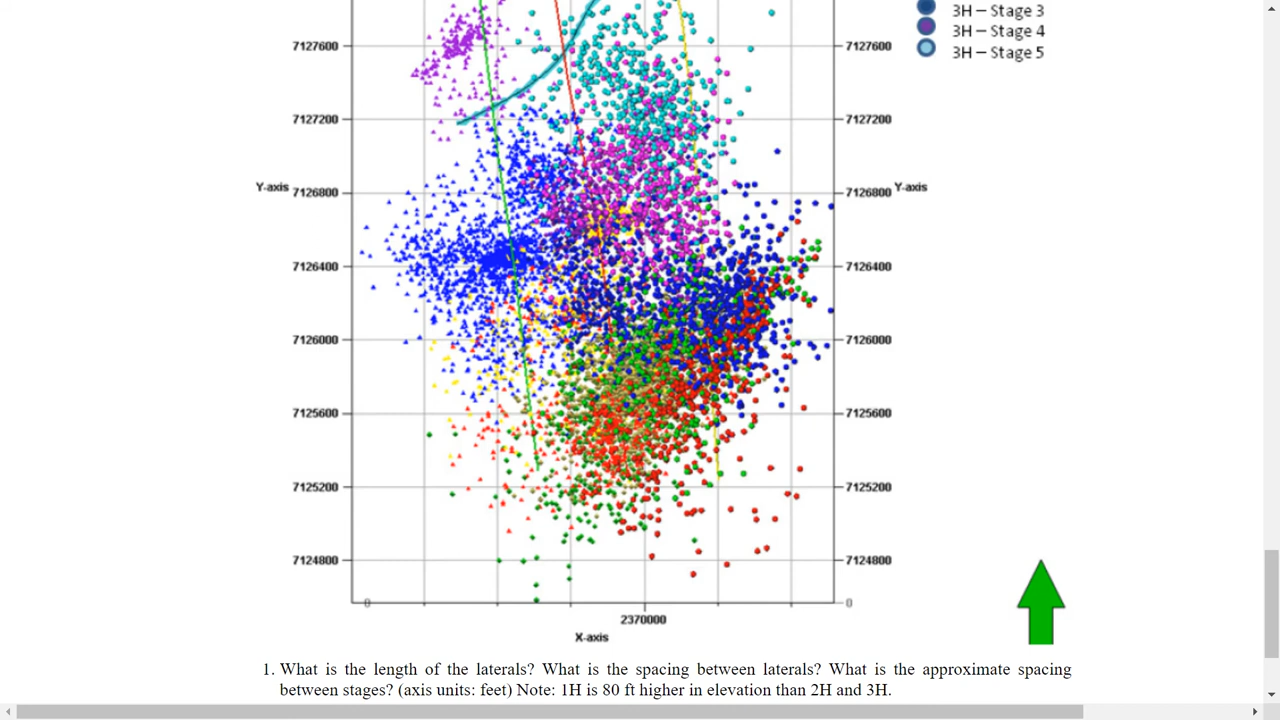 3H – Stage 3
7127600 7127600 3H – Stage 4
3H – Stage 5
7127200 7127200
Y-axis 7126800 7126800 Y-axis
7126400 7126400
7126000 7126000
7125600 7125600
7125200 7125200
7124800 7124800
0 0
2370000
X-axis
1. What is the length of the laterals? What is the spacing between laterals? What is the approximate spacing
between stages? (axis units: feet) Note: 1H is 80 ft higher in elevation than 2H and 3H.